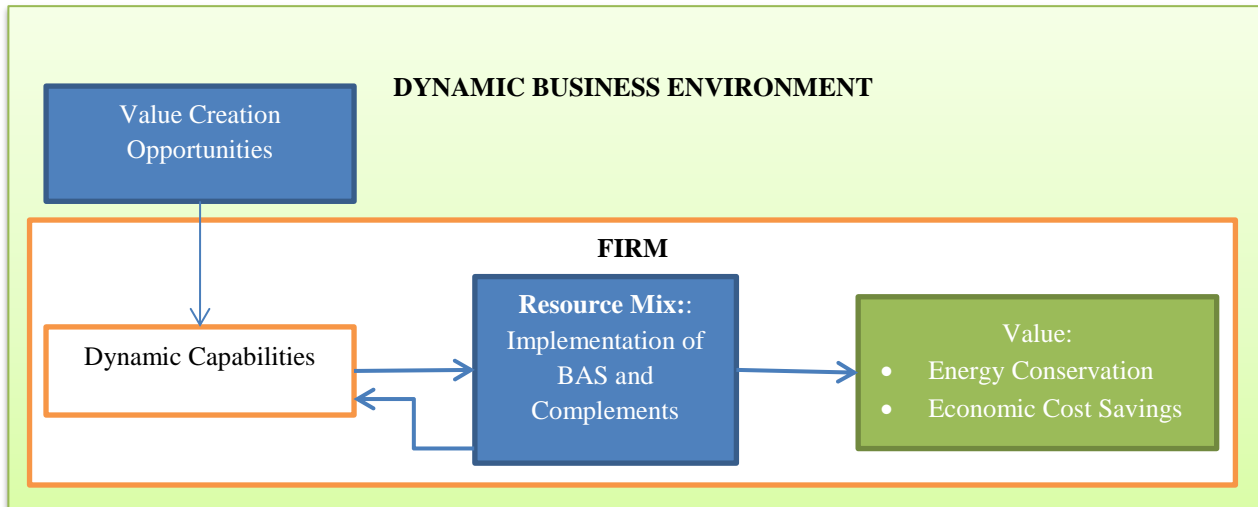 DYNAMIC BUSINESS ENVIRONMENT
Value Creation
Opportunities
FIRM
Dynamic Capabilities
Resource Mix::
Implementation of
BAS and
Complements
Value:
• Energy Conservation
• Economic Cost Savings